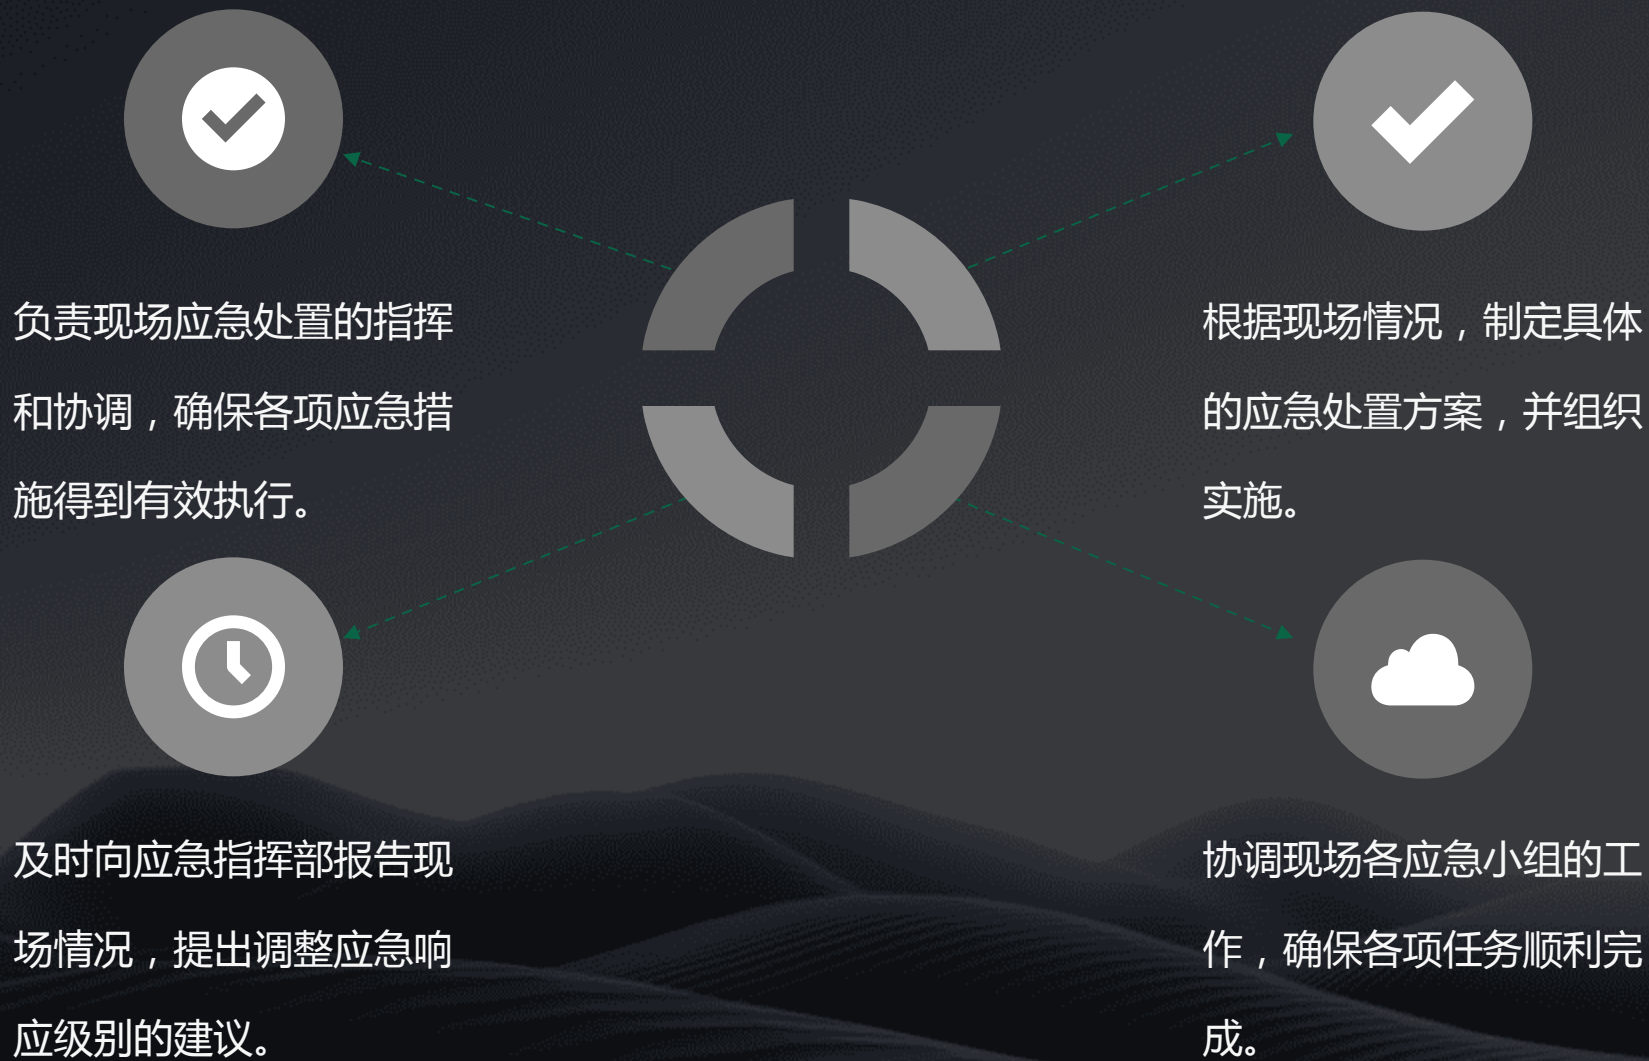 负责现场应急处置的指挥
和协调，确保各项应急措
施得到有效执行。
根据现场情况，制定具体
的应急处置方案，并组织
实施。
及时向应急指挥部报告现
场情况，提出调整应急响
应级别的建议。
协调现场各应急小组的工
作，确保各项任务顺利完
成。